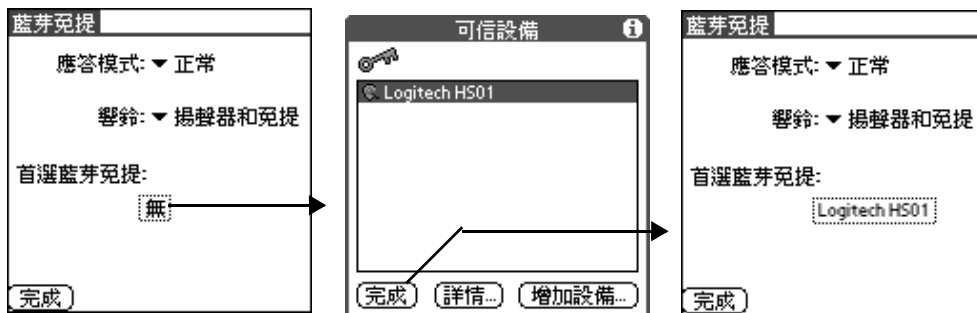 藍芽免提
應答模式: 正常
響鈴: 揚聲器和免提
首選藍芽免提:
無
完成
可信設備
Logitech HS01
完成 詳情... 增加設備...
藍芽免提
應答模式: 正常
響鈴: 揚聲器和免提
首選藍芽免提:
Logitech HS01
完成